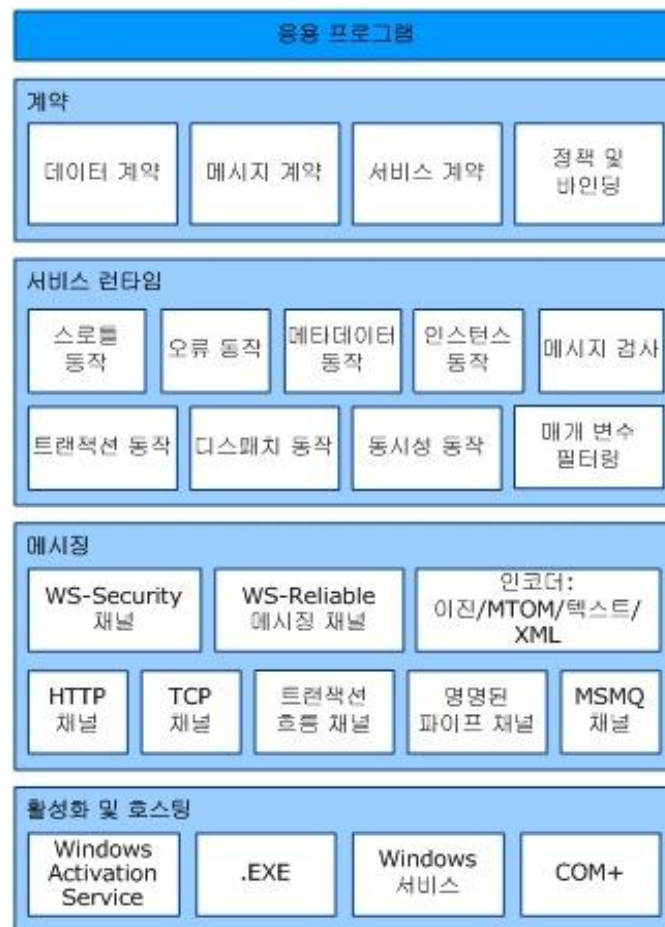 응용 프로그램
계약
데이터 계약
메시지 계약
서비스 계약
정책 및
바인딩
서비스 런타임
스로틀
동작
오류 동작
메타데이터
동작
인스턴스
동작
메시지 검사
트랜잭션 동작
디스패치 동작
동시성 동작
매개 변수
필터링
메시징
WS-Security
채널
WS-Reliable
메시징 채널
인코더:
이진/MTOM/텍스트/
XML
HTTP
채널
TCP
채널
트랜잭션
흐름 채널
명명된
파이프 채널
MSMQ
채널
활성화 및 호스팅
Windows
Activation
Service
.EXE
Windows
서비스
COM+